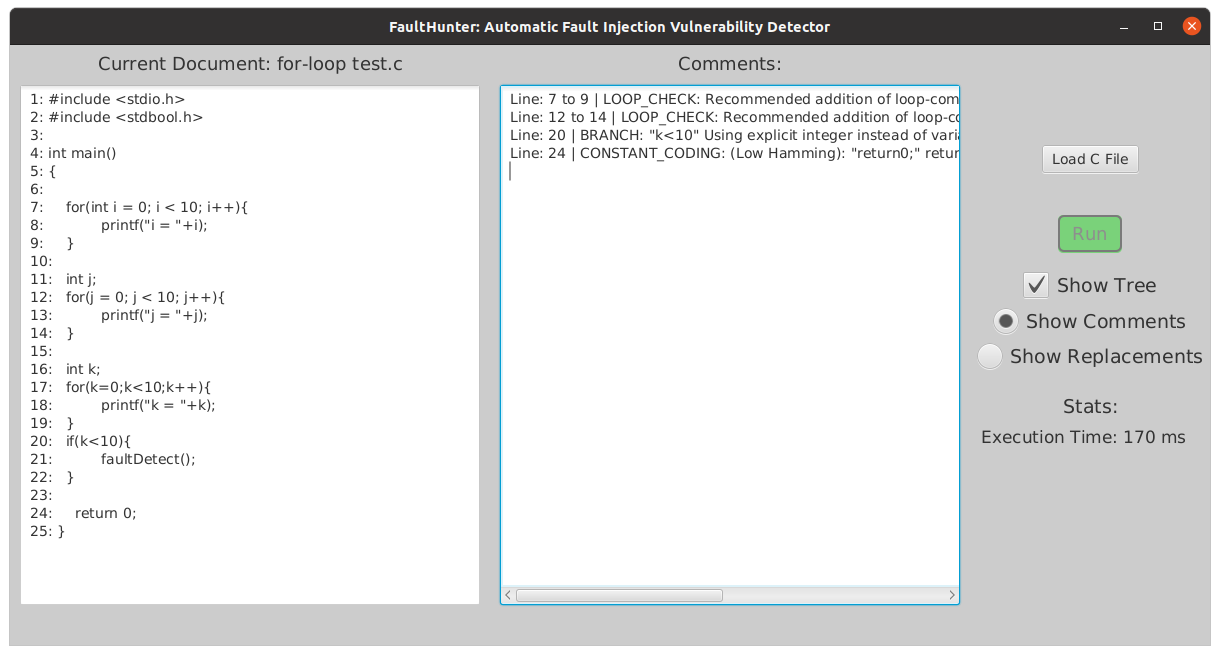 FaultHunter: Automatic Fault Injection Vulnerability Detector
Current Document: for-loop test.c
1: #include <stdio.h>
2: #include <stdbool.h>
3:
4: int main()
5: {
6:
7: for(int i = 0; i < 10; i++){
8: printf("i = "+i);
9: }
10:
11: int j;
12: for(j = 0; j < 10; j++){
13: printf("j = "+j);
14: }
15:
16: int k;
17: for(k=0;k<10;k++){
18: printf("k = "+k);
19: }
20: if(k<10){
21: faultDetect();
22: }
23:
24: return 0;
25: }
Comments:
Line: 7 to 9 | LOOP_CHECK: Recommended addition of loop-com
Line: 12 to 14 | LOOP_CHECK: Recommended addition of loop-co
Line: 20 | BRANCH: "k<10" Using explicit integer instead of vari
Line: 24 | CONSTANT_CODING: (Low Hamming): "return0;" retur
Load C File
Run
Show Tree
Show Comments
Show Replacements
Stats:
Execution Time: 170 ms